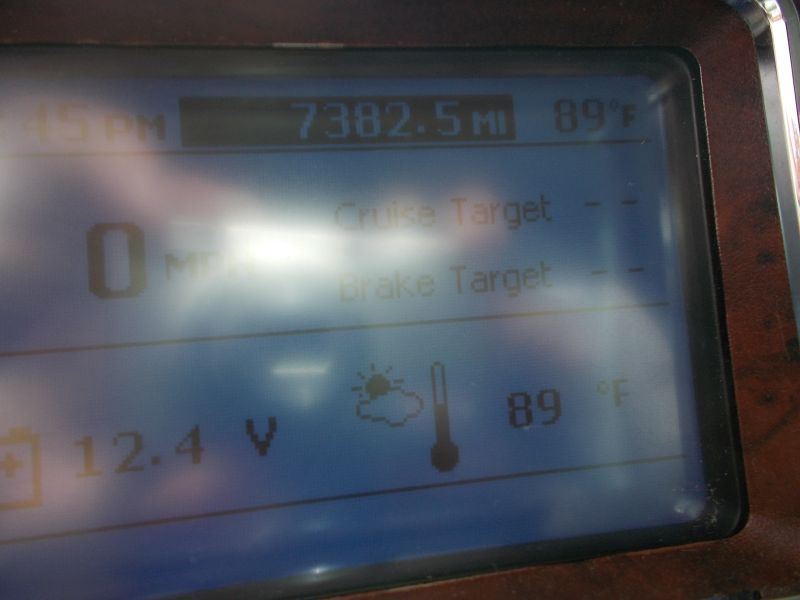 :45 PM 7382.5 MI 89°F
Cruise Target --
0 MPH
Brake Target --
12.4 V 89 °F